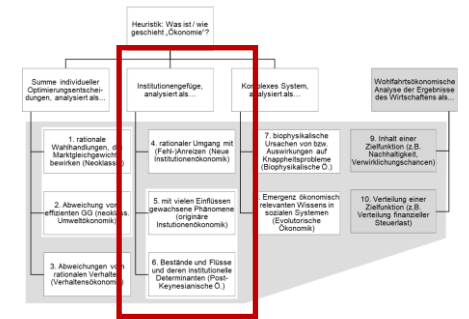 Heuristik: Was ist / wie
geschieht „Ökonomie“?
Summe individueller
Optimierungsentschei-
dungen, analysiert als…
Institutionengefüge,
analysiert als…
Komplexes System,
analysiert als…
Wohlfahrtsökonomische
Analyse der Ergebnisse
des Wirtschaftens als…
1. rationale
Wahlhandlungen, d
Marktgleichgewicht
bewirken (Neoklass
2. Abweichung vo
effizienten GG (neoklass.
Umweltökonomik)
3. Abweichungen vo
rationalen Verhalte
(Verhaltensökonomi
4. rationaler Umgang mit
(Fehl-)Anreizen (Neue
Institutionenökonomik)
5. mit vielen Einflüssen
gewachsene Phänomene
(originäre
Institutionenökonomik)
6. Bestände und Flüsse
und deren institutionelle
Determinanten (Post-
Keynesianische Ö.)
7. biophysikalische
Ursachen von bzw.
Auswirkungen auf
Knappheitsprobleme
(Biophysikalische Ö.)
Emergenz ökonomisch
relevanten Wissens in
sozialen Systemen
(Evolutorische
Ökonomik)
9. Inhalt einer
Zielfunktion (z.B.
Nachhaltigkeit,
Verwirklichungschancen)
10. Verteilung einer
Zielfunktion (z.B.
Verteilung finanzieller
Steuerlast)